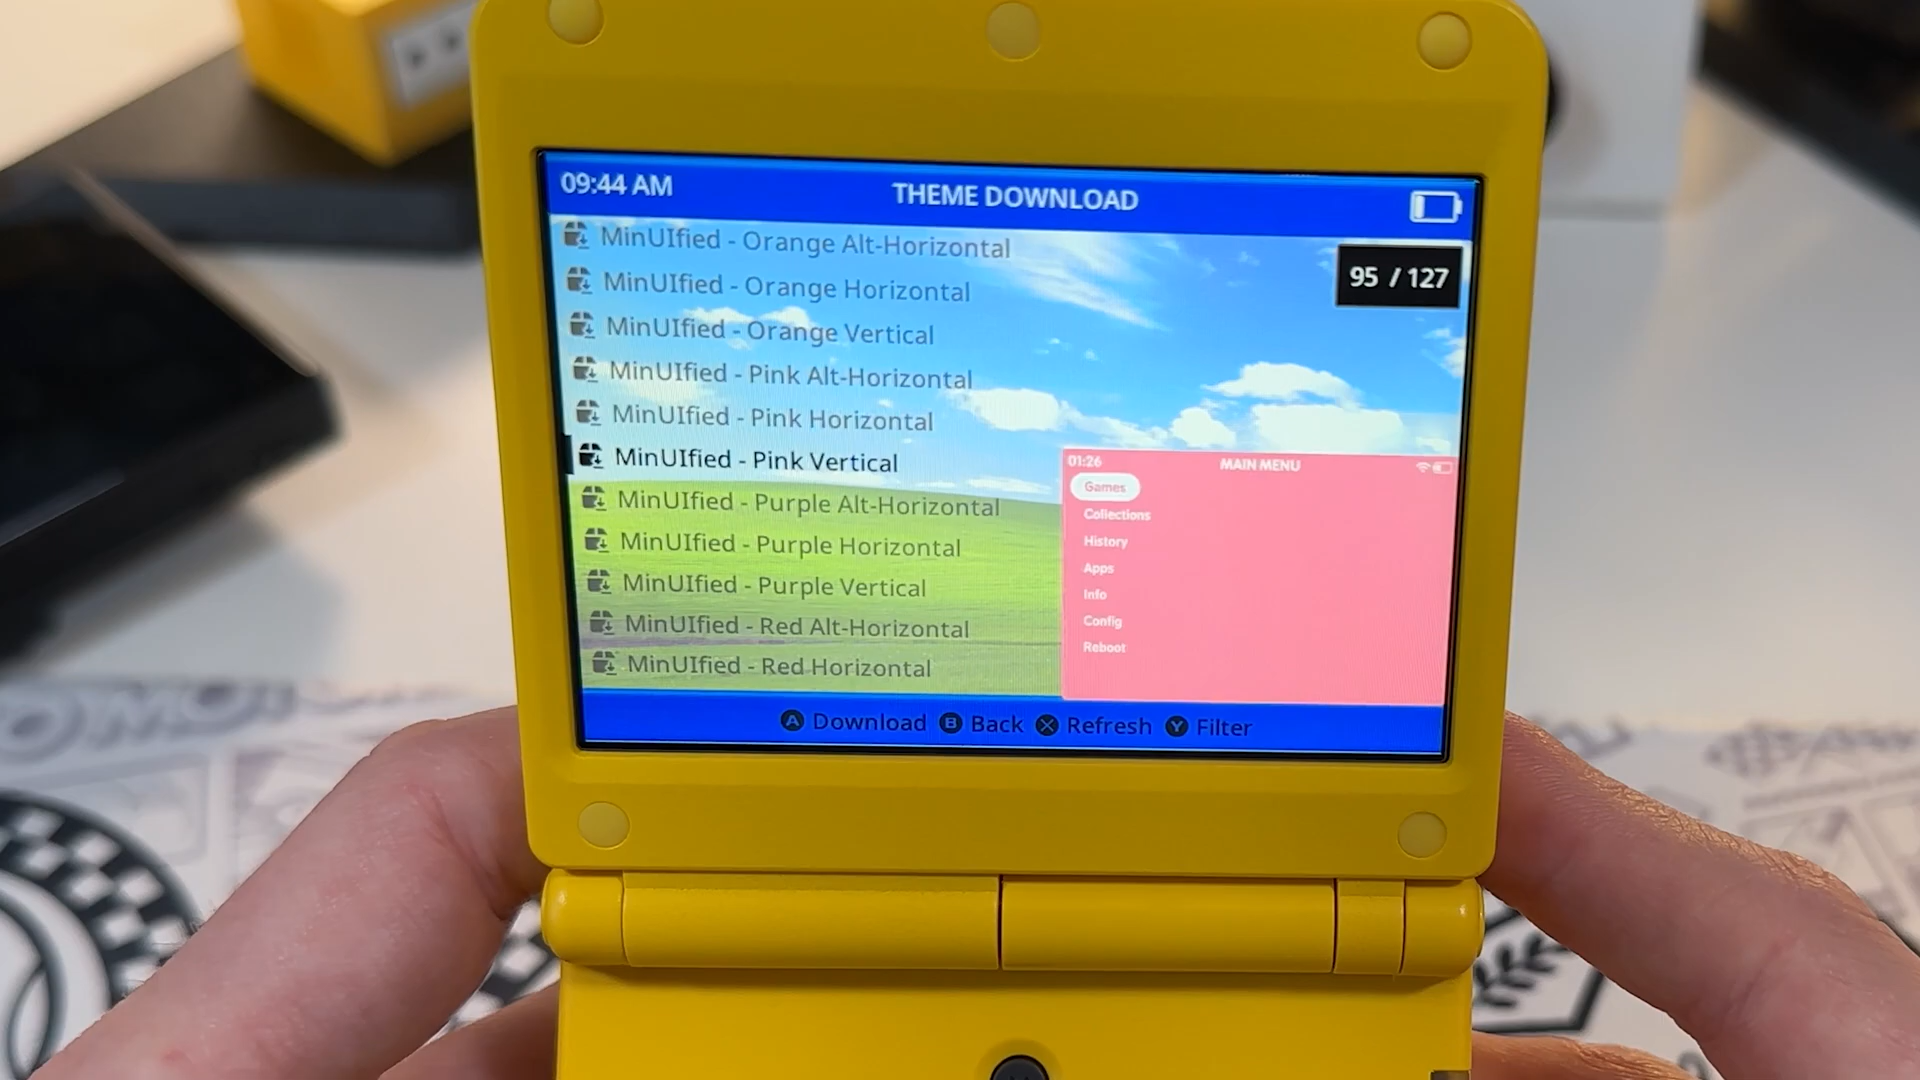 09:44 AM
THEME DOWNLOAD
95 / 127
MinUIfied - Orange Alt-Horizontal
MinUIfied - Orange Horizontal
MinUIfied - Orange Vertical
MinUIfied - Pink Alt-Horizontal
MinUIfied - Pink Horizontal
MinUIfied - Pink Vertical
MinUIfied - Purple Alt-Horizontal
MinUIfied - Purple Horizontal
MinUIfied - Purple Vertical
MinUIfied - Red Alt-Horizontal
MinUIfied - Red Horizontal
01:26
MAIN MENU
Games
Collections
History
Apps
Info
Config
Reboot
A Download B Back X Refresh Y Filter